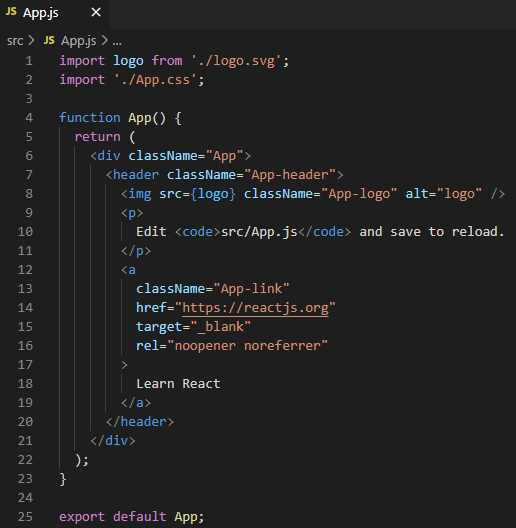 JS App.js ×
src > JS App.js > ...
1 import logo from './logo.svg';
2 import './App.css';
3
4 function App() {
5   return (
6     <div className="App">
7       <header className="App-header">
8         <img src={logo} className="App-logo" alt="logo" />
9         <p>
10           Edit <code>src/App.js</code> and save to reload.
11         </p>
12         <a
13           className="App-link"
14           href="https://reactjs.org"
15           target="_blank"
16           rel="noopener noreferrer"
17         >
18           Learn React
19         </a>
20       </header>
21     </div>
22   );
23 }
24
25 export default App;